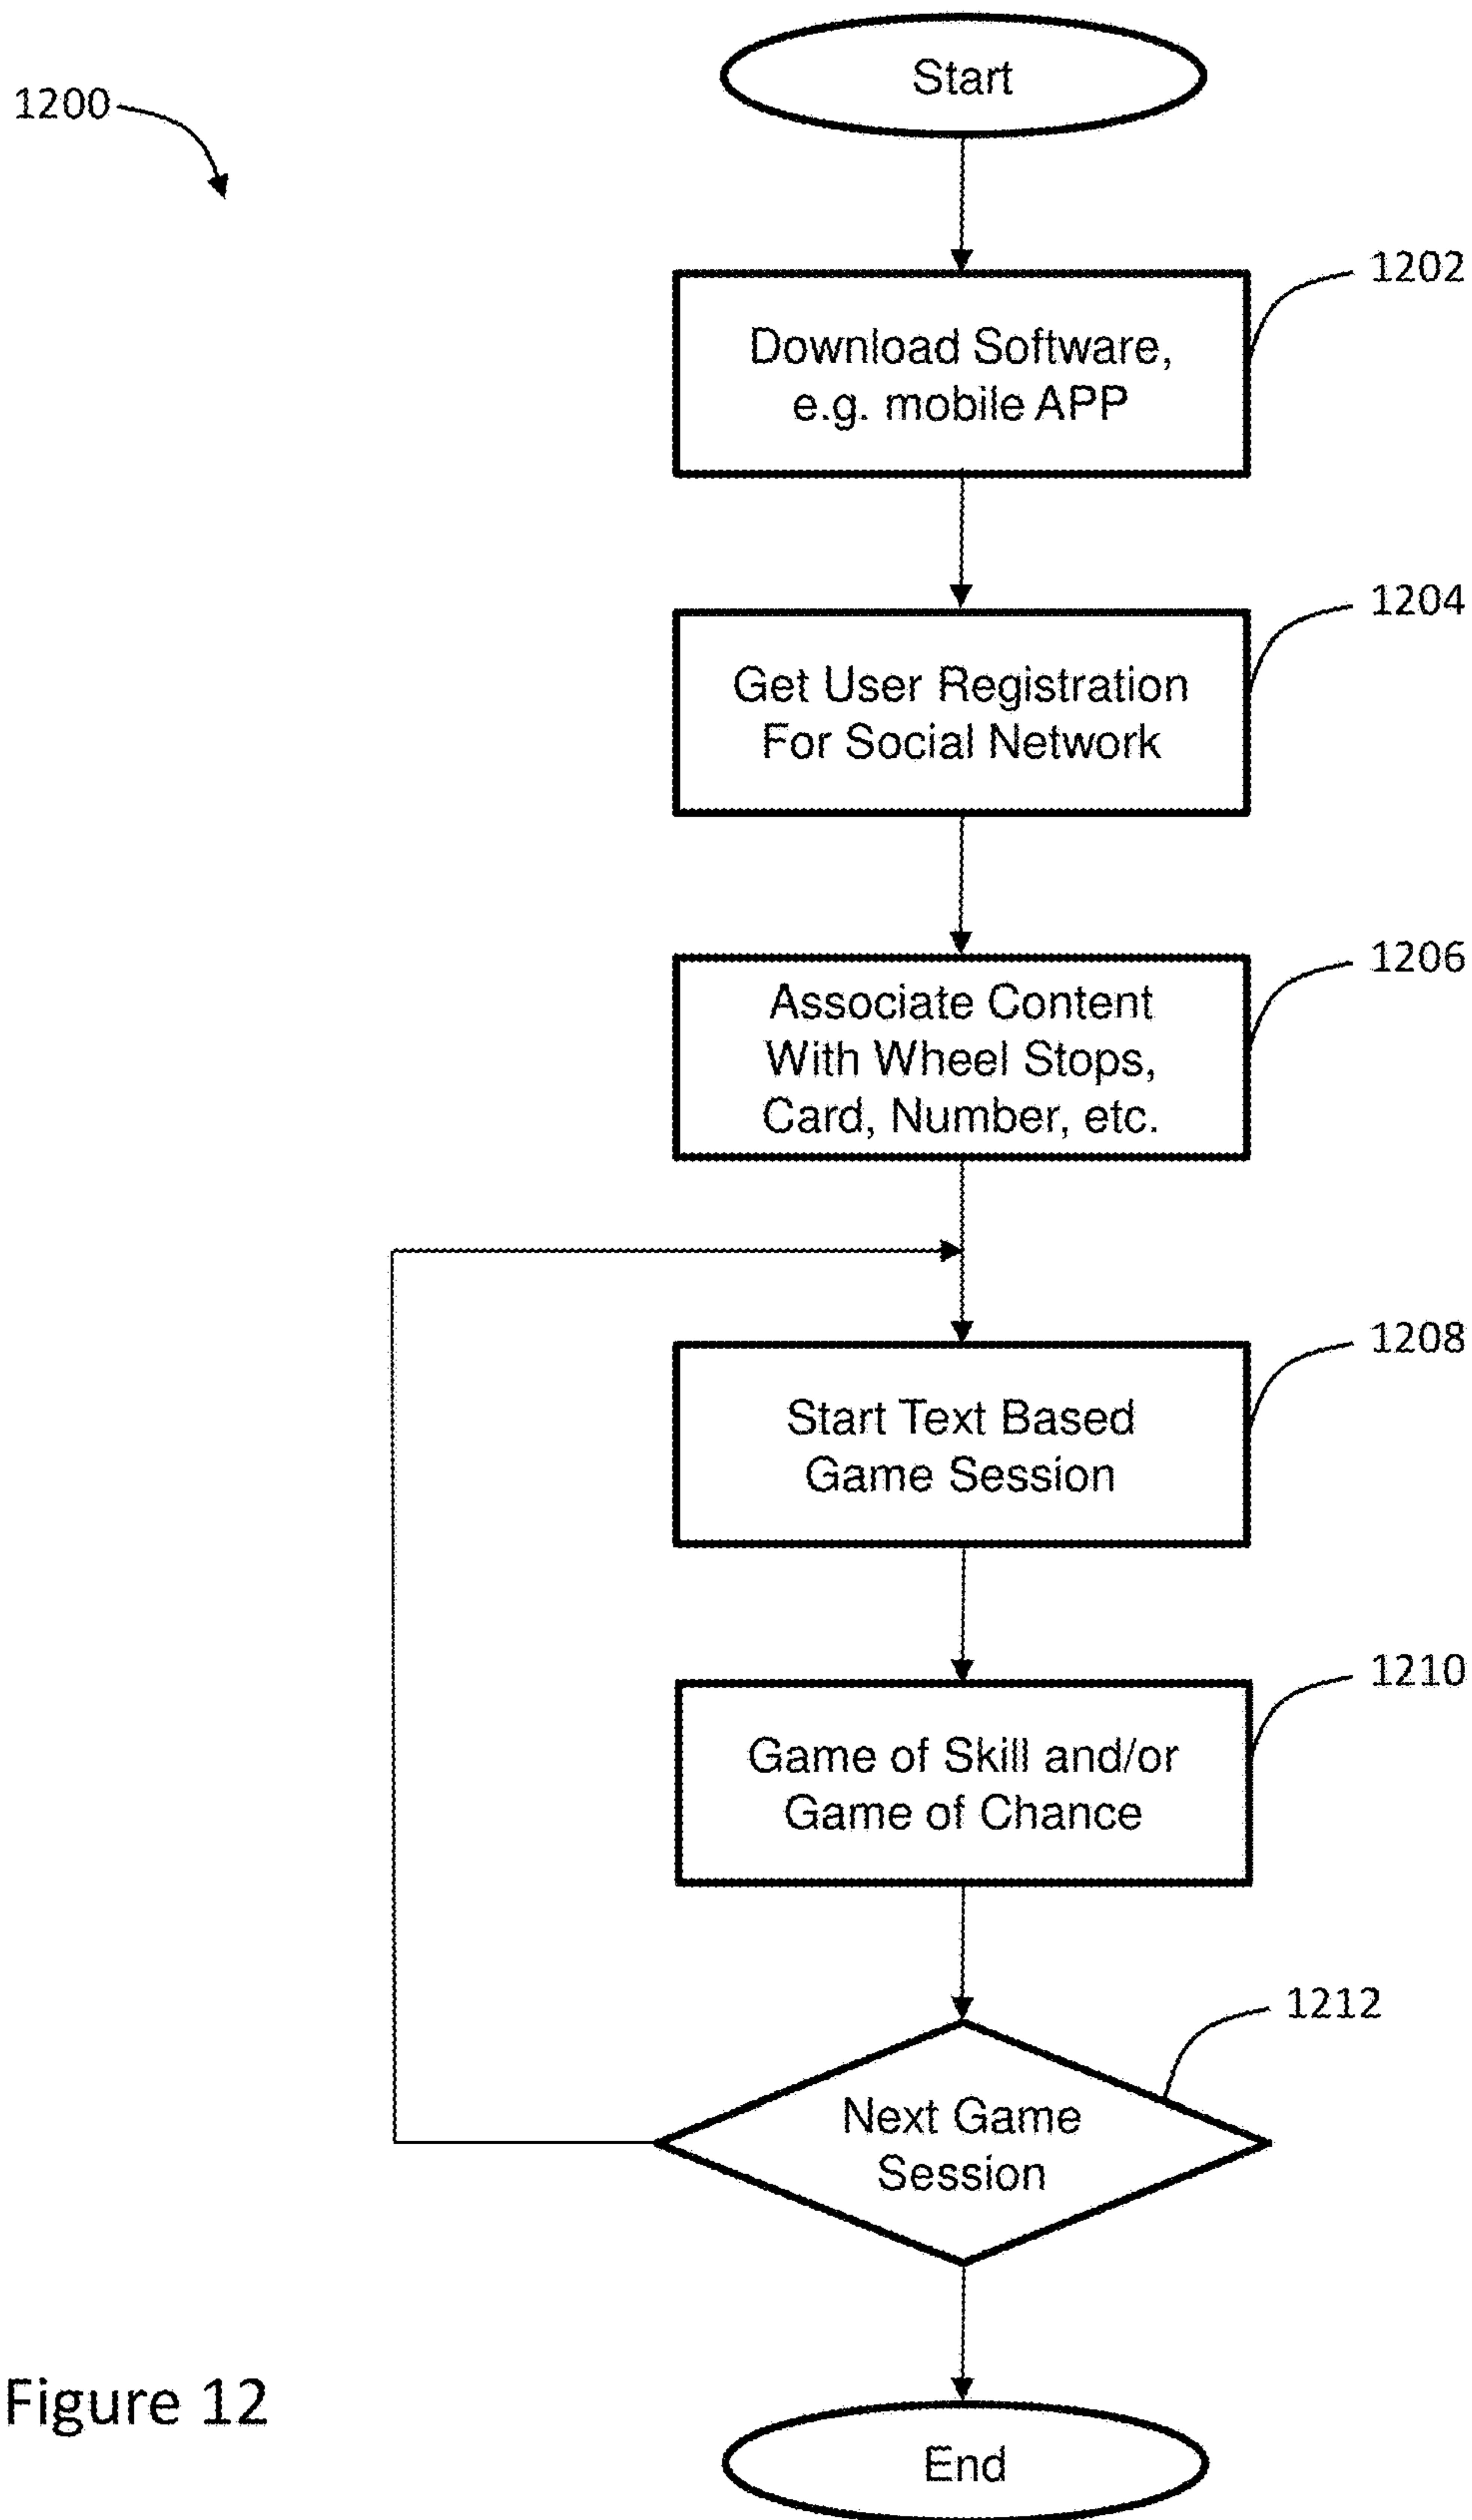 Start
1200
1202
Download Software,
e.g. mobile APP
1204
Get User Registration
For Social Network
1206
Associate Content
With Wheel Stops,
Card, Number, etc.
1208
Start Text Based
Game Session
1210
Game of Skill and/or
Game of Chance
1212
Next Game
Session
Figure 12
End